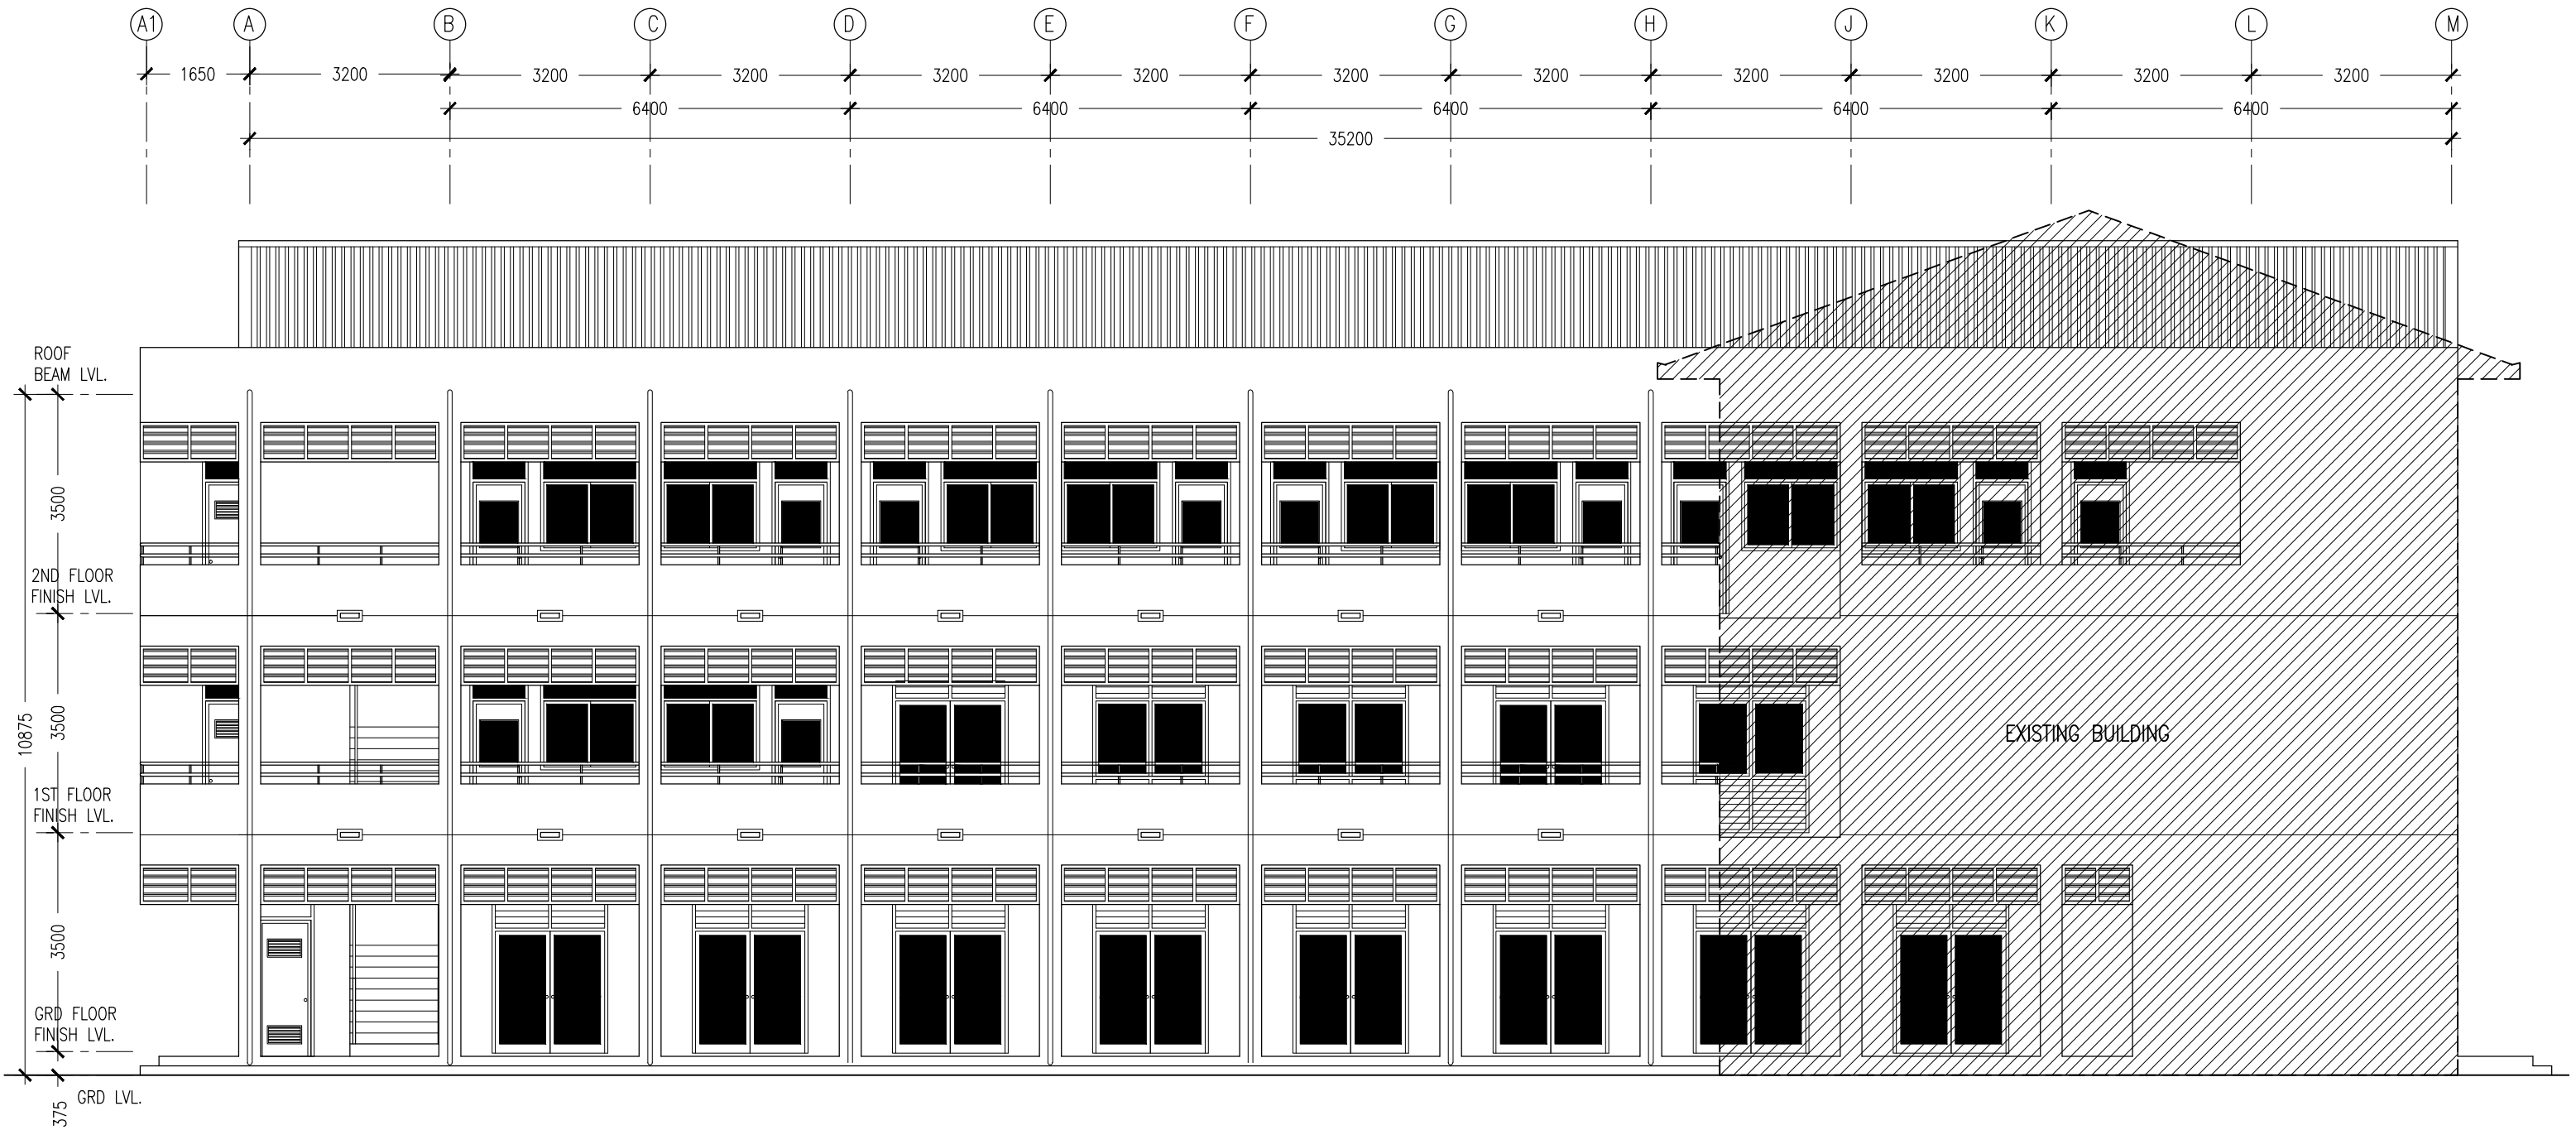 A1 A B C D E F G H J K L M
1650 3200 3200 3200 3200 3200 3200 3200 3200 3200 3200 3200
6400 6400 6400 6400 6400
35200
ROOF
BEAM LVL.
3500
2ND FLOOR
FINISH LVL.
3500
10875
EXISTING BUILDING
1ST FLOOR
FINISH LVL.
3500
GRD FLOOR
FINISH LVL.
GRD LVL.
375